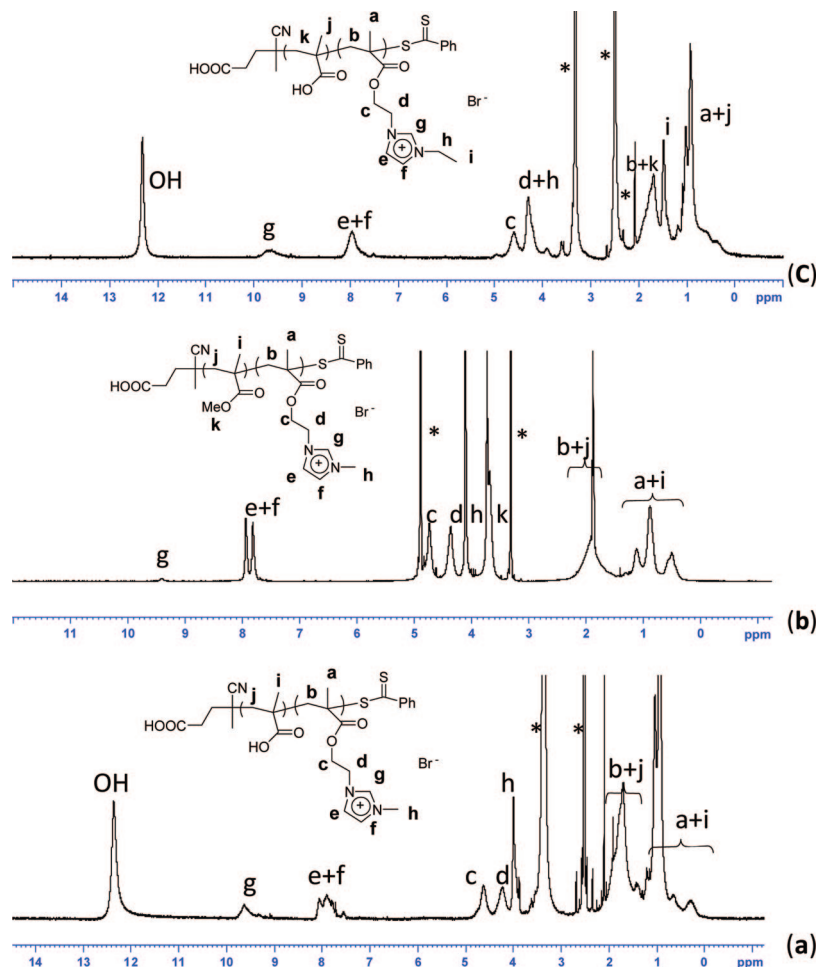 a
CN j b S
k S Ph
HOOC
O
HO O O
d Br⁻
c
N g
h
+
e N
f i
OH
g
e+f
c
d+h
*
*
*
b+k
i
a+j
14 13 12 11 10 9 8 7 6 5 4 3 2 1 0 ppm
(C)
a
CN i b S
j S Ph
HOOC
O
MeO O O
k d Br⁻
c
N g
+
e N h
f
g
e+f
*
c
d
h
k
*
b+j
a+i
11 10 9 8 7 6 5 4 3 2 1 0 ppm
(b)
a
CN i b S
j S Ph
HOOC
O
HO O O
d Br⁻
c
N g
+
e N h
f
OH
g
e+f
c
d
h
*
*
b+j
a+i
14 13 12 11 10 9 8 7 6 5 4 3 2 1 0 ppm
(a)